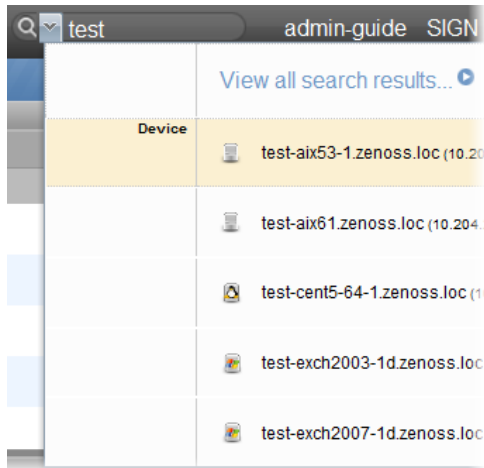 test admin-guide SIGN
View all search results...
Device
test-aix53-1.zenoss.loc (10.20
test-aix61.zenoss.loc (10.204.
test-cent5-64-1.zenoss.loc (1
test-exch2003-1d.zenoss.loc
test-exch2007-1d.zenoss.loc